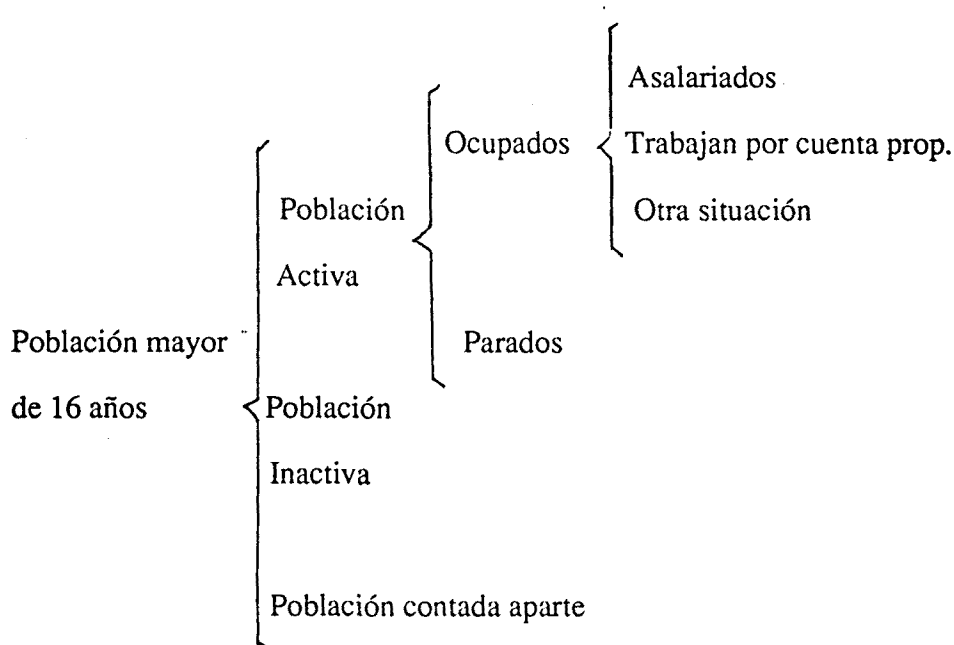 Asalariados
Ocupados
Trabajan por cuenta prop.
Población
Otra situación
Activa
Población mayor
Parados
de 16 años
Población
Inactiva
Población contada aparte